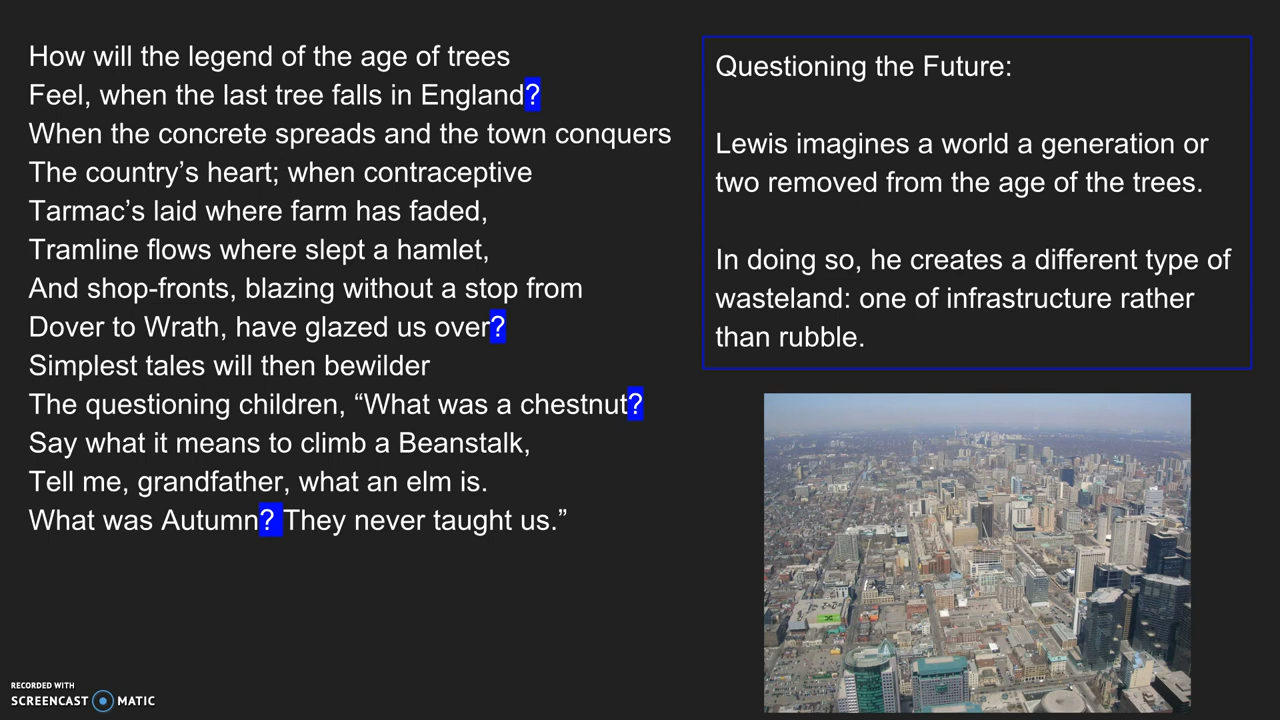 How will the legend of the age of trees
Feel, when the last tree falls in England?
When the concrete spreads and the town conquers
The country’s heart; when contraceptive
Tarmac’s laid where farm has faded,
Tramline flows where slept a hamlet,
And shop-fronts, blazing without a stop from
Dover to Wrath, have glazed us over?
Simplest tales will then bewilder
The questioning children, “What was a chestnut?
Say what it means to climb a Beanstalk,
Tell me, grandfather, what an elm is.
What was Autumn? They never taught us.”
Questioning the Future:
Lewis imagines a world a generation or
two removed from the age of the trees.
In doing so, he creates a different type of
wasteland: one of infrastructure rather
than rubble.
RECORDED WITH
SCREENCAST MATIC